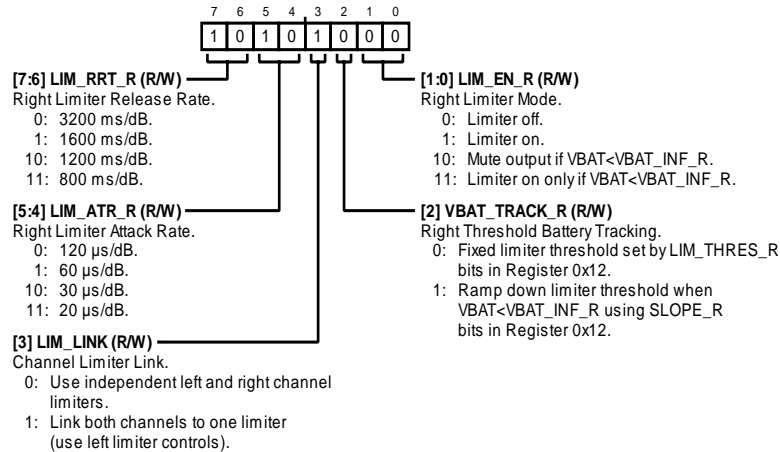 7 6 5 4 3 2 1 0
1 0 1 0 1 0 0 0
[7:6] LIM_RRT_R (R/W)
Right Limiter Release Rate.
0: 3200 ms/dB.
1: 1600 ms/dB.
10: 1200 ms/dB.
11: 800 ms/dB.
[5:4] LIM_ATR_R (R/W)
Right Limiter Attack Rate.
0: 120 µs/dB.
1: 60 µs/dB.
10: 30 µs/dB.
11: 20 µs/dB.
[3] LIM_LINK (R/W)
Channel Limiter Link.
0: Use independent left and right channel
limiters.
1: Link both channels to one limiter
(use left limiter controls).
[1:0] LIM_EN_R (R/W)
Right Limiter Mode.
0: Limiter off.
1: Limiter on.
10: Mute output if VBAT<VBAT_INF_R.
11: Limiter on only if VBAT<VBAT_INF_R.
[2] VBAT_TRACK_R (R/W)
Right Threshold Battery Tracking.
0: Fixed limiter threshold set by LIM_THRES_R
bits in Register 0x12.
1: Ramp down limiter threshold when
VBAT<VBAT_INF_R using SLOPE_R
bits in Register 0x12.